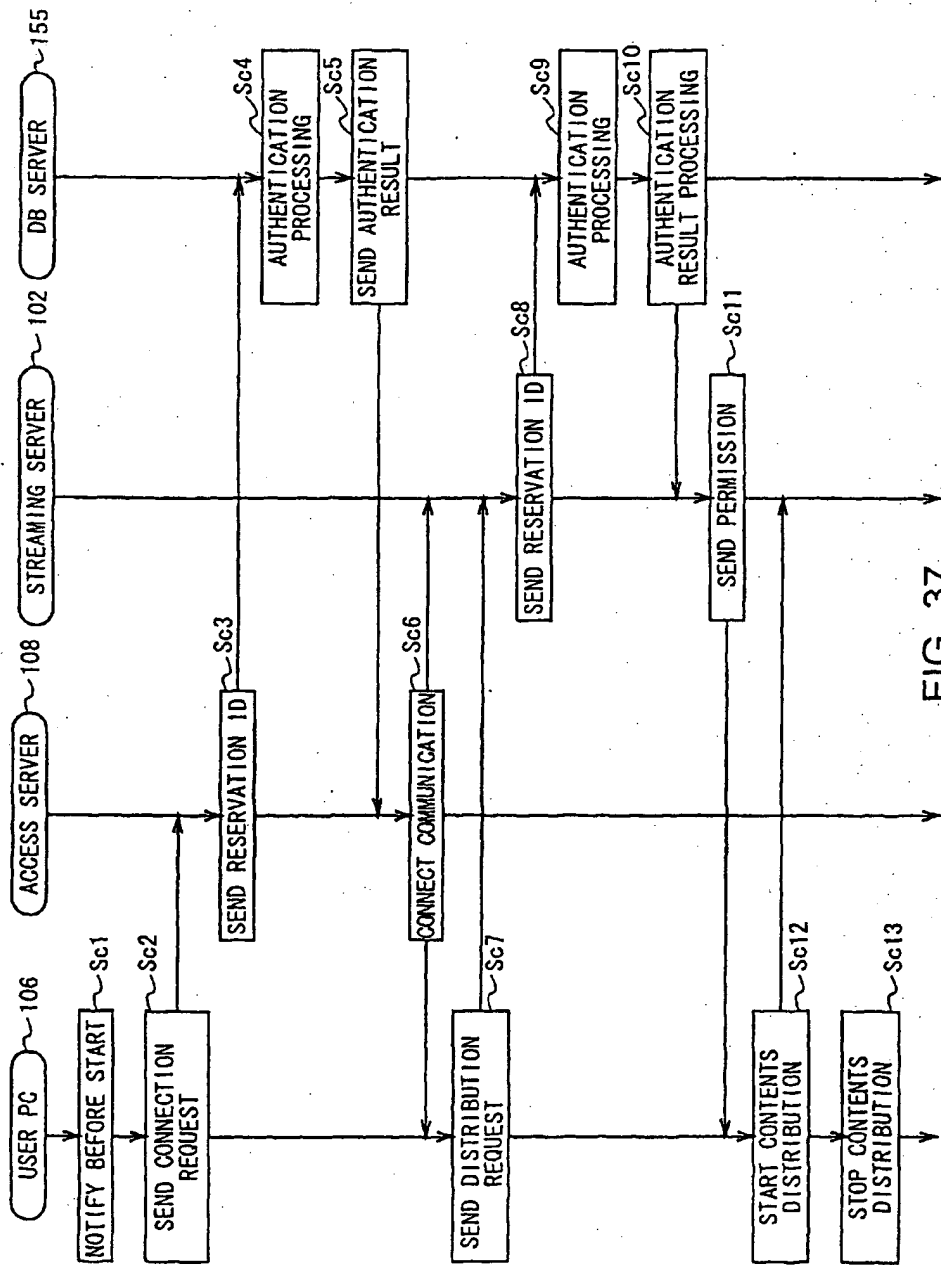 USER PC
106
ACCESS SERVER
108
STREAMING SERVER
102
DB SERVER
155
NOTIFY BEFORE START
Sc1
SEND CONNECTION
REQUEST
Sc2
SEND RESERVATION ID
Sc3
AUTHENTICATION
PROCESSING
Sc4
SEND AUTHENTICATION
RESULT
Sc5
CONNECT COMMUNICATION
Sc6
SEND DISTRIBUTION
REQUEST
Sc7
SEND RESERVATION ID
Sc8
AUTHENTICATION
PROCESSING
Sc9
AUTHENTICATION
RESULT PROCESSING
Sc10
SEND PERMISSION
Sc11
START CONTENTS
DISTRIBUTION
Sc12
STOP CONTENTS
DISTRIBUTION
Sc13
FIG. 37